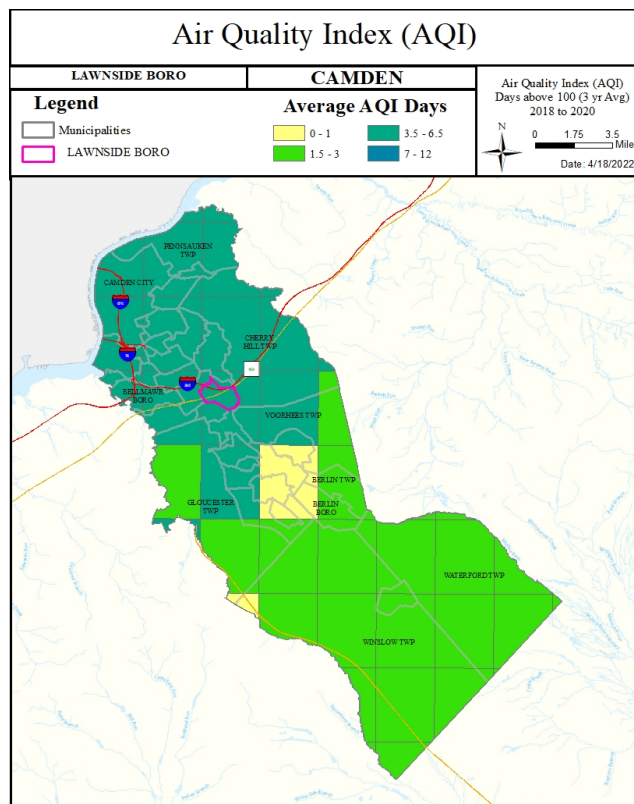 Air Quality Index (AQI)
LAWNSIDE BORO
CAMDEN
Legend
Municipalities
LAWNSIDE BORO
Average AQI Days
0 - 1
3.5 - 6.5
1.5 - 3
7 - 12
Air Quality Index (AQI)
Days above 100 (3 yr Avg)
2018 to 2020
N
0 1.75 3.5
Mile
Date: 4/18/2022
PENNSAUKEN
TWP
CAMDEN CITY
CHERRY
HILL TWP
BELLMAWR
BORO
VOORHEES TWP
BERLIN TWP
GLOUCESTER
TWP
BERLIN
BORO
WATERFORD TWP
WINSLOW TWP